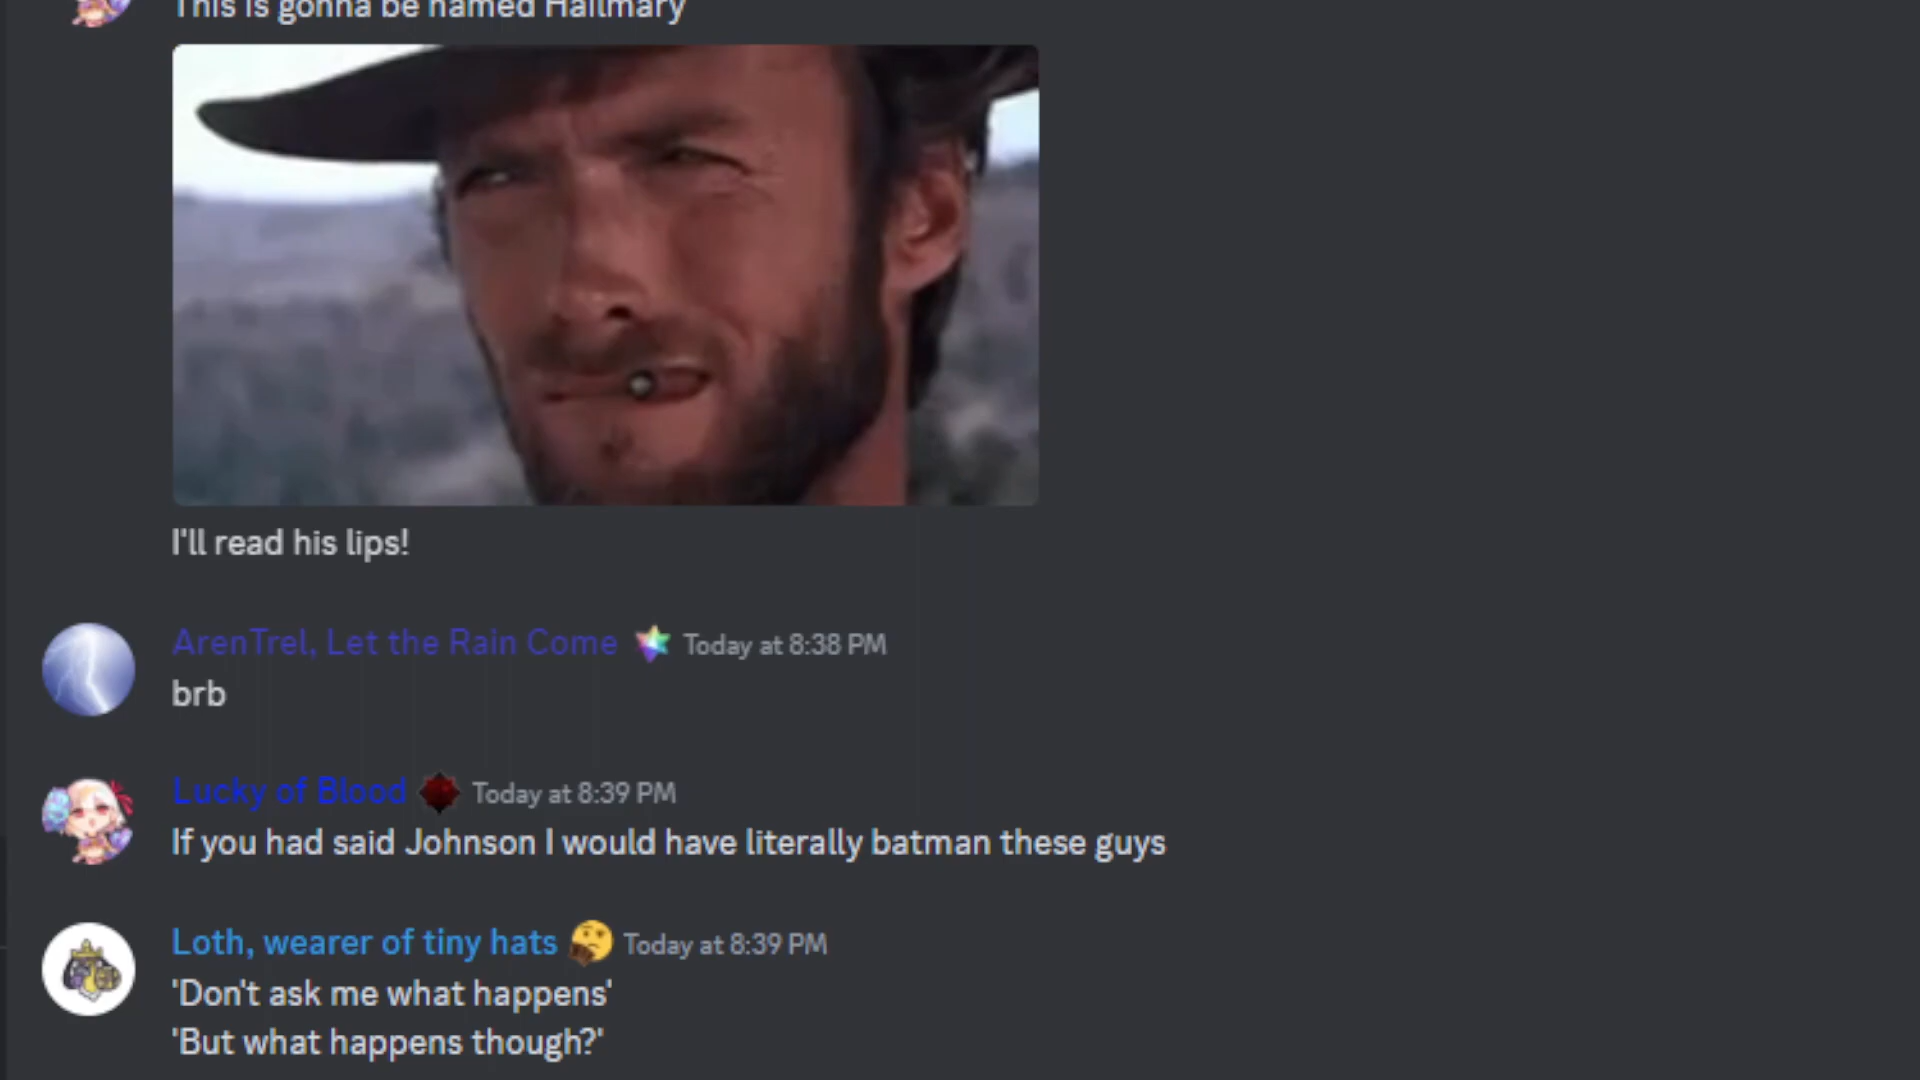 This is gonna be named Hailmary
I'll read his lips!
ArenTrel, Let the Rain Come Today at 8:38 PM
brb
Lucky of Blood Today at 8:39 PM
If you had said Johnson I would have literally batman these guys
Loth, wearer of tiny hats Today at 8:39 PM
'Don't ask me what happens'
'But what happens though?'